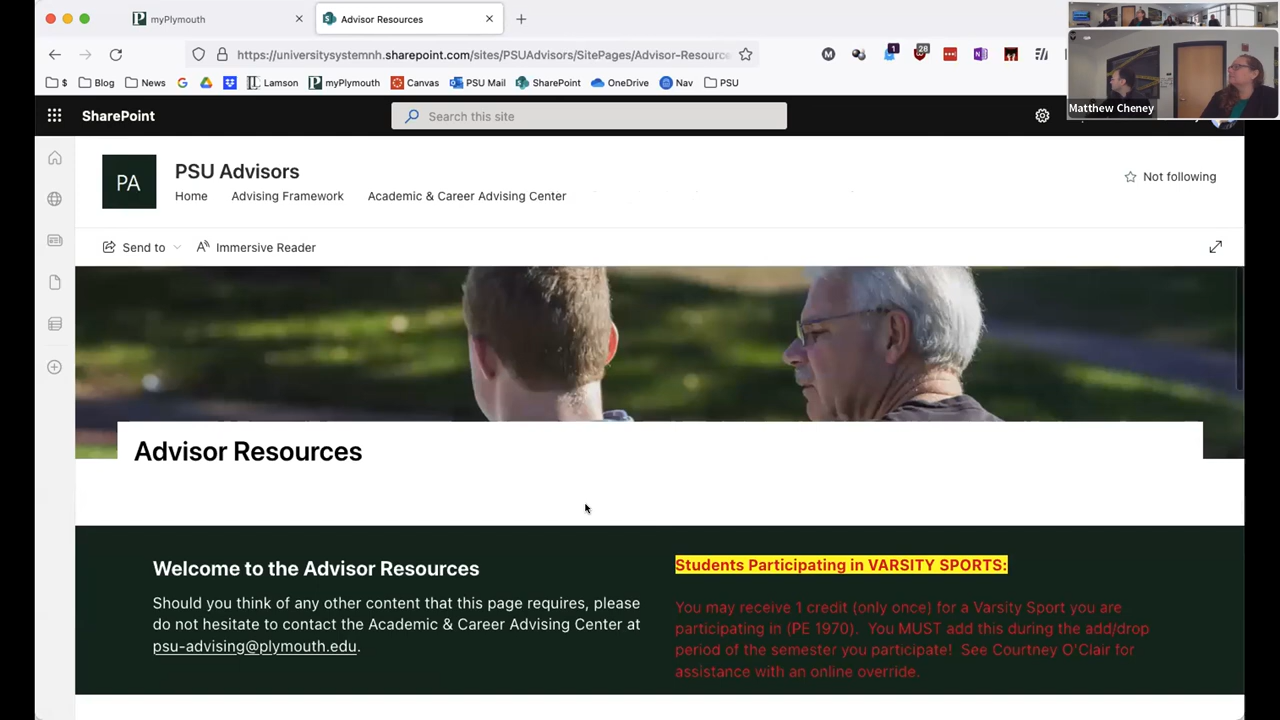 myPlymouth
Advisor Resources
https://universitysystemnh.sharepoint.com/sites/PSUAdvisors/SitePages/Advisor-Resource
1
28
$
Blog
News
Lamson
myPlymouth
Canvas
PSU Mail
SharePoint
OneDrive
Nav
PSU
Matthew Cheney
SharePoint
Search this site
PA
PSU Advisors
Home
Advising Framework
Academic & Career Advising Center
Not following
Send to
Immersive Reader
Advisor Resources
Welcome to the Advisor Resources
Should you think of any other content that this page requires, please
do not hesitate to contact the Academic & Career Advising Center at
psu-advising@plymouth.edu.
Students Participating in VARSITY SPORTS:
You may receive 1 credit (only once) for a Varsity Sport you are
participating in (PE 1970). You MUST add this during the add/drop
period of the semester you participate! See Courtney O'Clair for
assistance with an online override.